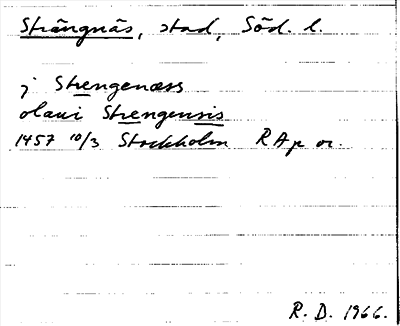 Strängnäs, stad, Söd. l.
j Strengenæss
olaui Strengensis
1457 10/3 Stockholm RAp or.
R. D. 1966.